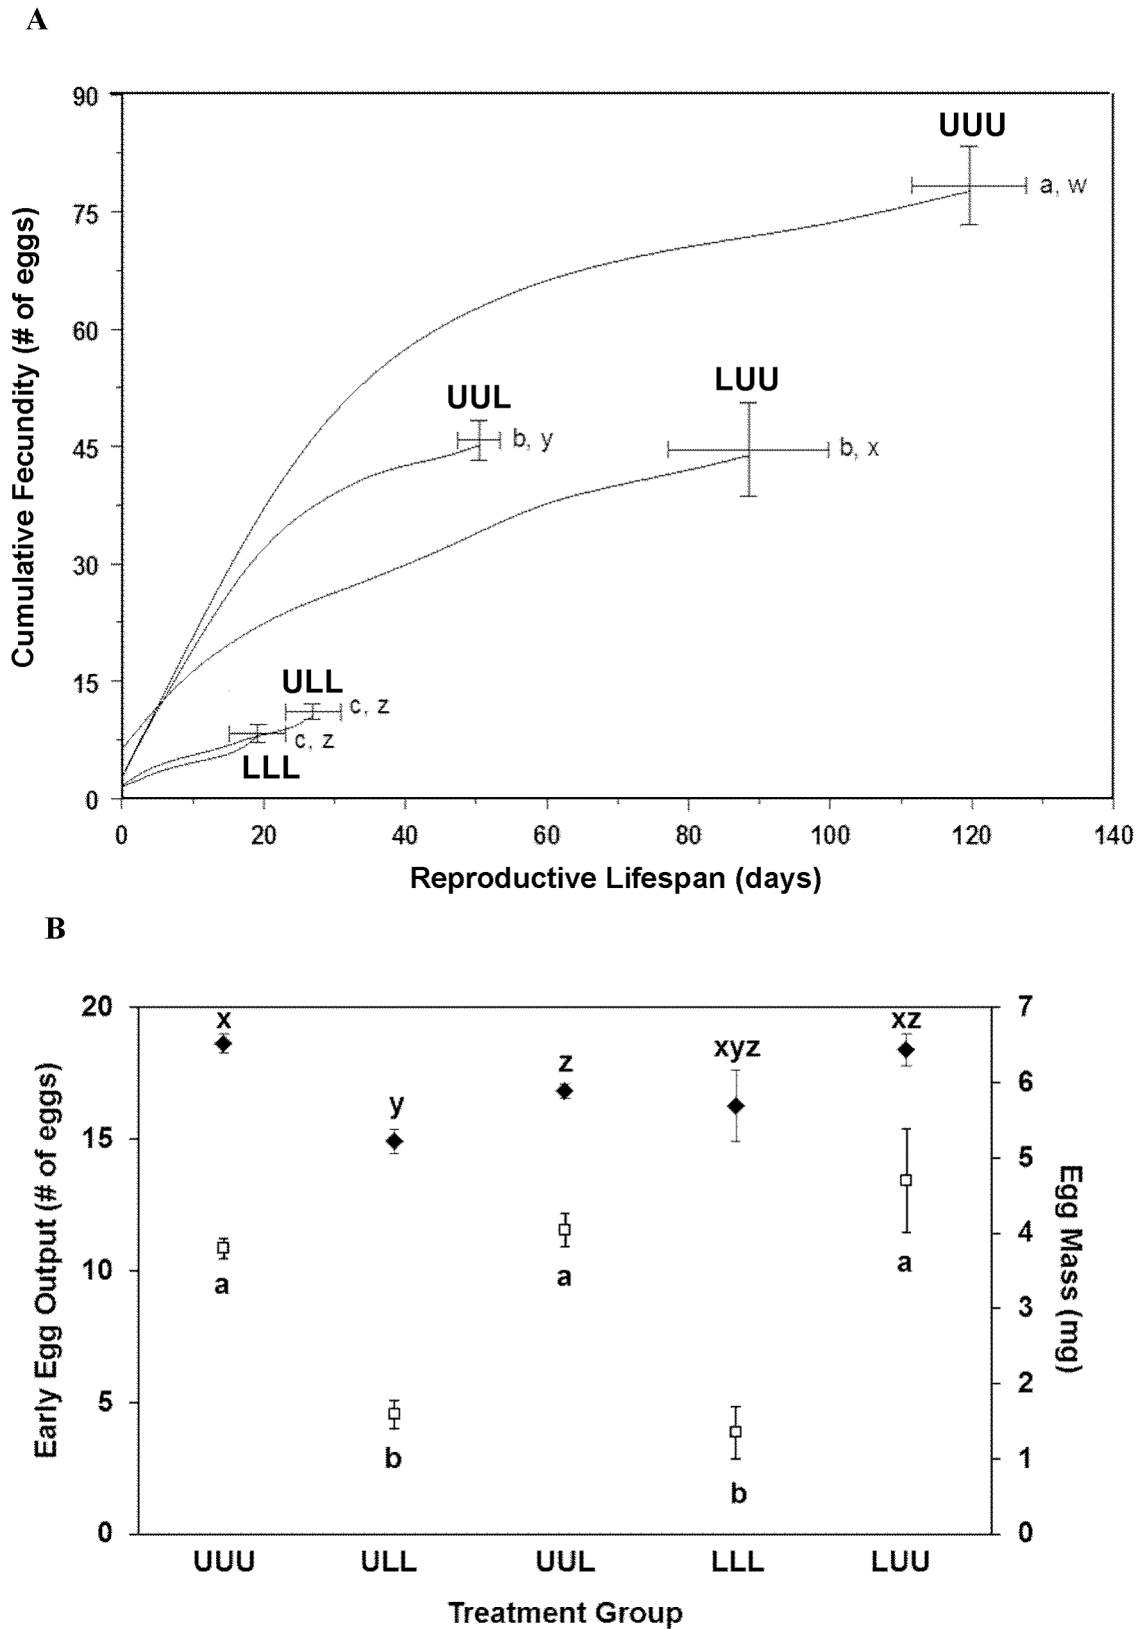 A
90
75
60
45
30
15
0
Cumulative Fecundity (# of eggs)
UUU
a, w
LUU
b, x
UUL
b, y
ULL
c, z
c, z
LLL
0 20 40 60 80 100 120 140
Reproductive Lifespan (days)
B
20
15
10
5
0
Early Egg Output (# of eggs)
x
y
z
xyz
xz
a
b
a
b
a
7
6
5
4
3
2
1
0
Egg Mass (mg)
UUU ULL UUL LLL LUU
Treatment Group